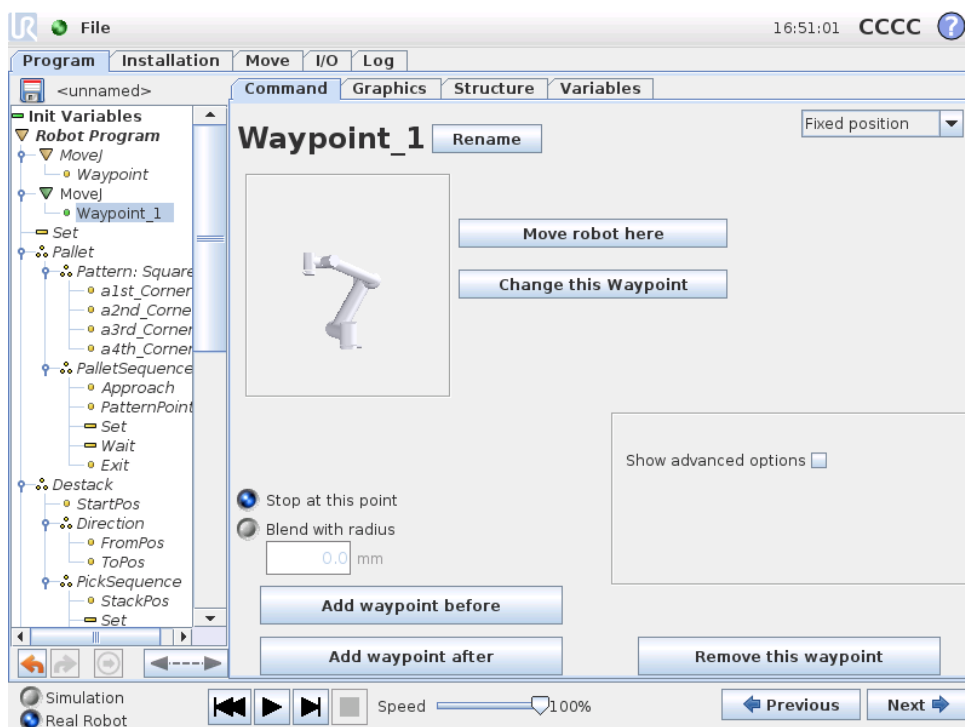 UR File 16:51:01 CCCC ?
Program Installation Move I/O Log
<unnamed> Command Graphics Structure Variables
Init Variables
Robot Program
MoveJ
Waypoint
MoveJ
Waypoint_1
Set
Pallet
Pattern: Square
a1st_Corner
a2nd_Corne
a3rd_Corner
a4th_Corner
PalletSequence
Approach
PatternPoint
Set
Wait
Exit
Destack
StartPos
Direction
FromPos
ToPos
PickSequence
StackPos
Set
Waypoint_1 Rename Fixed position
Move robot here
Change this Waypoint
Show advanced options
Stop at this point
Blend with radius
0.0 mm
Add waypoint before
Add waypoint after Remove this waypoint
Simulation
Real Robot
Speed 100% Previous Next